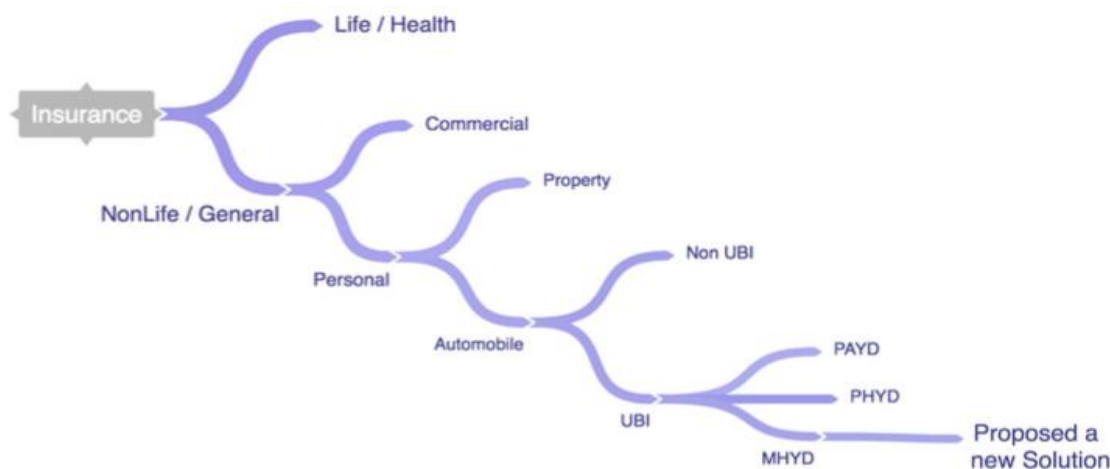 Life / Health
Insurance
Commercial
Property
NonLife / General
Non UBI
Personal
Automobile
PAYD
PHYD
UBI
Proposed a
new Solution
MHYD